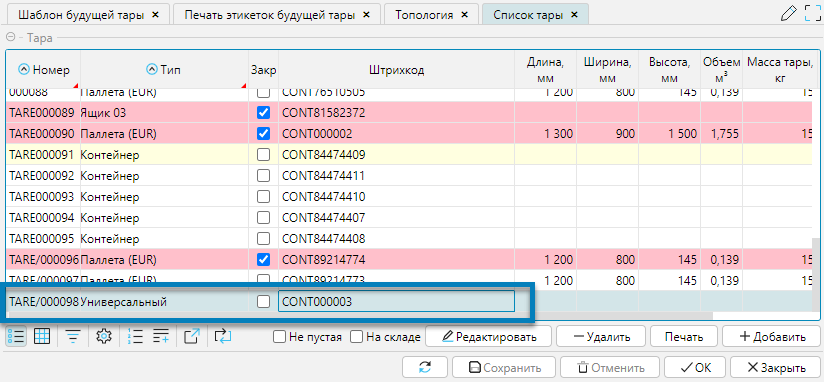 Шаблон будущей тары × Печать этикеток будущей тары × Топология × Список тары ×
Тара
Номер Тип Закр Штрихкод Длина, мм Ширина, мм Высота, мм Объем м³ Масса тары, кг
000088 Паллета (EUR) CONT76510505 1 200 800 145 0,139 15
TARE000089 Ящик 03 CONT81582372
TARE000090 Паллета (EUR) CONT000002 1 300 900 1 500 1,755 15
TARE000091 Контейнер CONT84474409
TARE000092 Контейнер CONT84474411
TARE000093 Контейнер CONT84474410
TARE000094 Контейнер CONT84474407
TARE000095 Контейнер CONT84474408
TARE/000096 Паллета (EUR) CONT89214774 1 200 800 145 0,139 15
TARE/000097 Паллета (EUR) CONT89214773 1 200 800 145 0,139 15
TARE/000098 Универсальный CONT000003
Не пустая На складе Редактировать Удалить Печать Добавить
Сохранить Отменить OK Закрыть